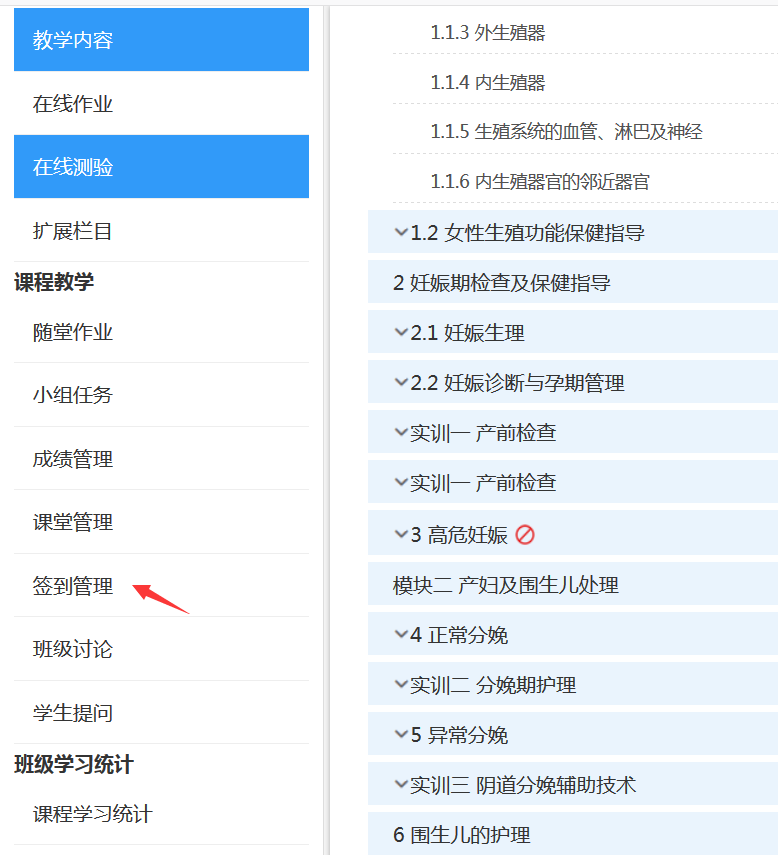 教学内容
在线作业
在线测验
扩展栏目
课程教学
随堂作业
小组任务
成绩管理
课堂管理
签到管理
班级讨论
学生提问
班级学习统计
课程学习统计
1.1.3 外生殖器
1.1.4 内生殖器
1.1.5 生殖系统的血管、淋巴及神经
1.1.6 内生殖器官的邻近器官
1.2 女性生殖功能保健指导
2 妊娠期检查及保健指导
2.1 妊娠生理
2.2 妊娠诊断与孕期管理
实训一 产前检查
实训一 产前检查
3 高危妊娠
模块二 产妇及围生儿处理
4 正常分娩
实训二 分娩期护理
5 异常分娩
实训三 阴道分娩辅助技术
6 围生儿的护理